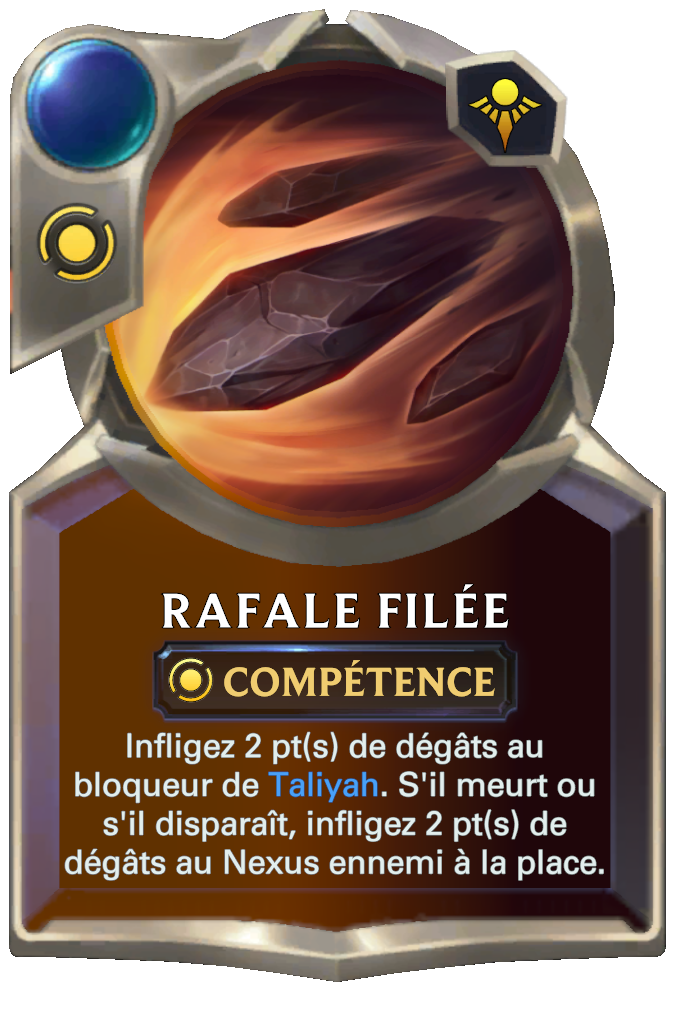 RAFALE FILÉE
COMPÉTENCE
Infligez 2 pt(s) de dégâts au
bloqueur de Taliyah. S'il meurt ou
s'il disparaît, infligez 2 pt(s) de
dégâts au Nexus ennemi à la place.